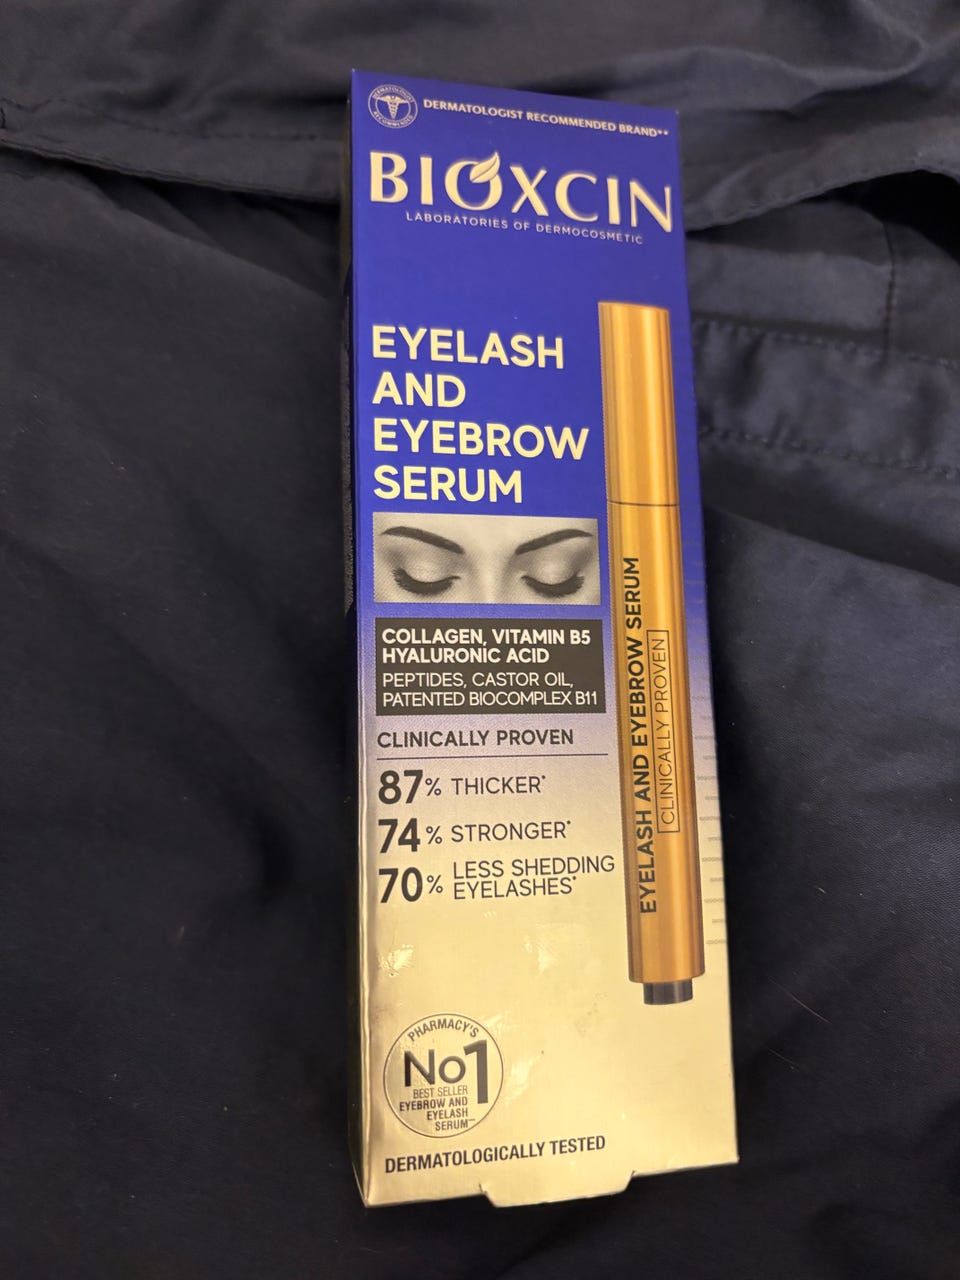 DERMATOLOGIST RECOMMENDED
DERMATOLOGIST RECOMMENDED BRAND**
BIOXCIN
LABORATORIES OF DERMOCOSMETIC
EYELASH
AND
EYEBROW
SERUM
COLLAGEN, VITAMIN B5
HYALURONIC ACID
PEPTIDES, CASTOR OIL,
PATENTED BIOCOMPLEX B11
CLINICALLY PROVEN
87% THICKER*
74% STRONGER*
70% LESS SHEDDING
EYELASHES*
EYELASH AND EYEBROW SERUM
CLINICALLY PROVEN
PHARMACY'S
No1
BEST SELLER
EYEBROW AND
EYELASH
SERUM***
DERMATOLOGICALLY TESTED